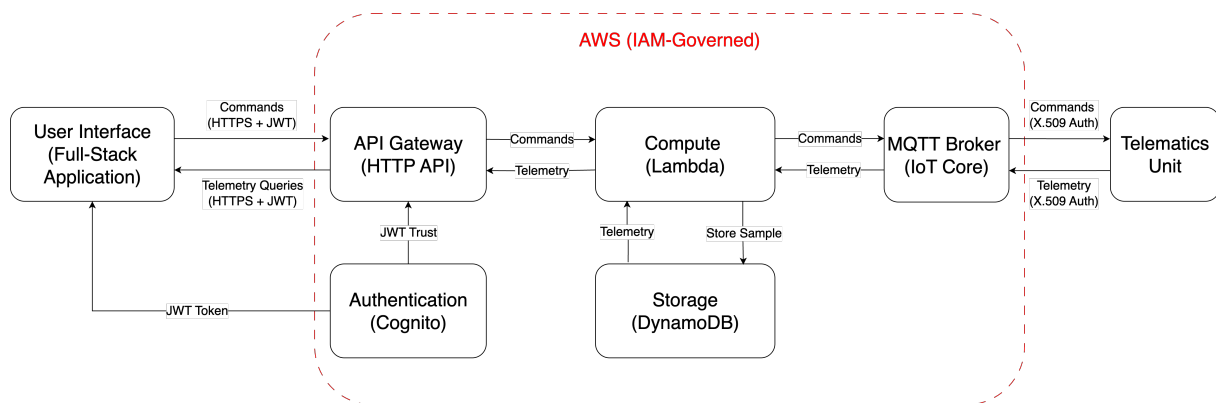 AWS (IAM-Governed)
Commands
(HTTPS + JWT)
Commands
(X.509 Auth)
User Interface
(Full-Stack
Application)
API Gateway
(HTTP API)
Commands
Telemetry
Compute
(Lambda)
Commands
Telemetry
MQTT Broker
(IoT Core)
Telematics
Unit
Telemetry Queries
(HTTPS + JWT)
Telemetry
(X.509 Auth)
JWT Trust
Telemetry
Store Sample
JWT Token
Authentication
(Cognito)
Storage
(DynamoDB)